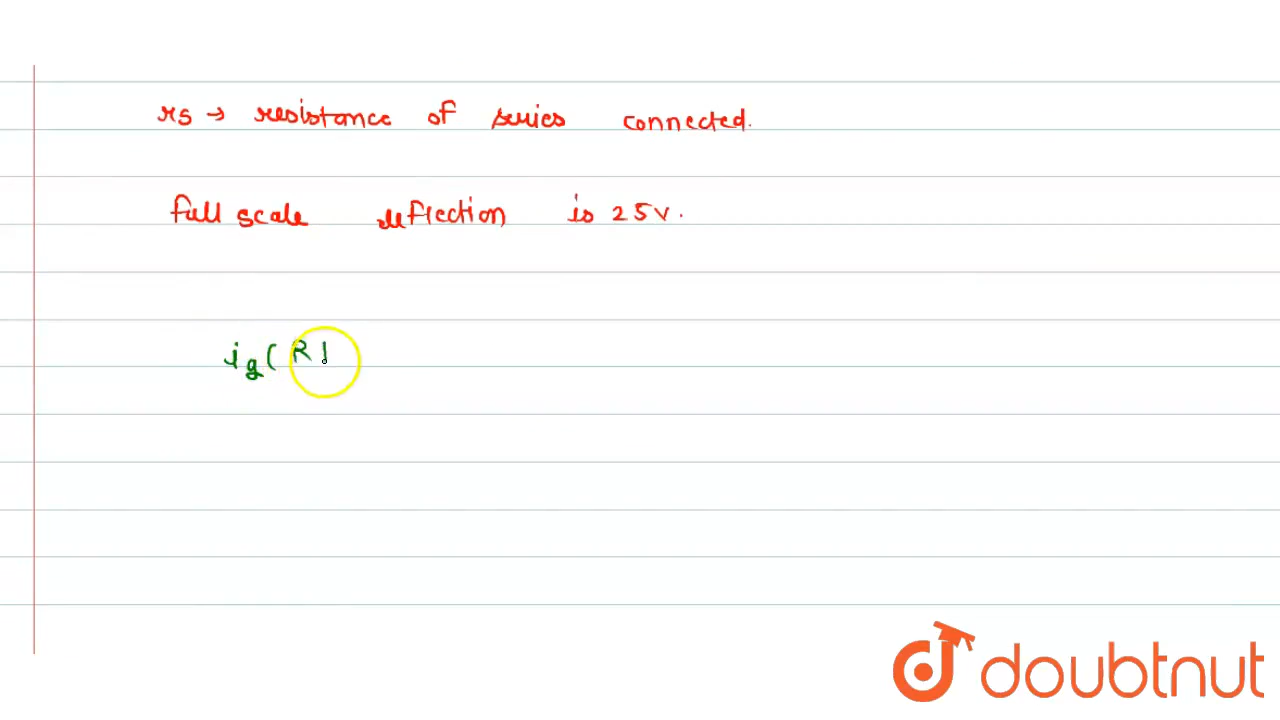 rs → resistance of series connected.
full scale deflection is 25v.
ig( R
doubtnut